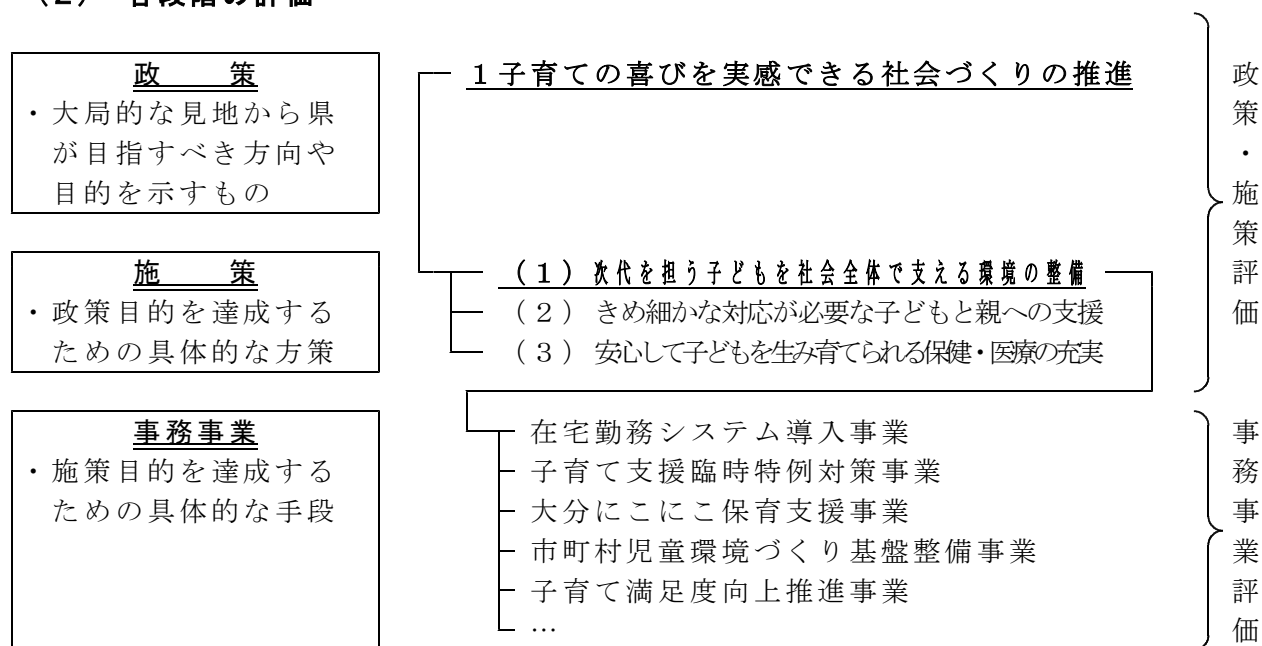 （２） 各段階の評価
政　策
・大局的な見地から県
が目指すべき方向や
目的を示すもの
１子育ての喜びを実感できる社会づくりの推進
施　策
・政策目的を達成する
ための具体的な方策
（１）次代を担う子どもを社会全体で支える環境の整備
（２）きめ細かな対応が必要な子どもと親への支援
（３）安心して子どもを生み育てられる保健・医療の充実
政策・施策評価
事務事業
・施策目的を達成する
ための具体的な手段
在宅勤務システム導入事業
子育て支援臨時特例対策事業
大分にこにこ保育支援事業
市町村児童環境づくり基盤整備事業
子育て満足度向上推進事業
…
事務事業評価